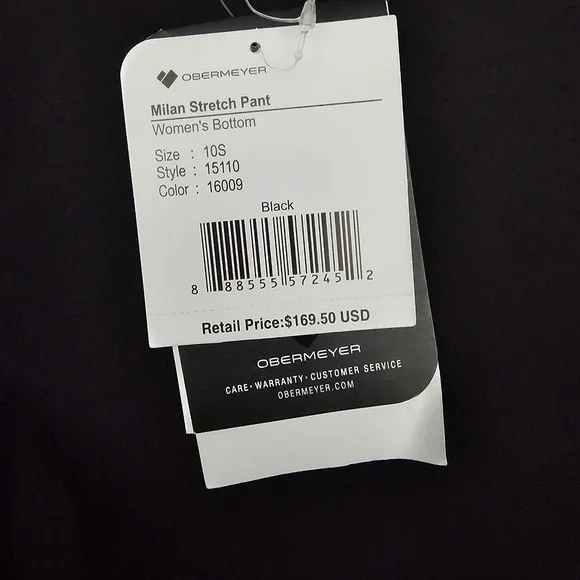 OBERMEYER
Milan Stretch Pant
Women's Bottom
Size : 10S
Style : 15110
Color : 16009
Black
8 88555 57245 2
Retail Price:$169.50 USD
OBERMEYER
CARE·WARRANTY·CUSTOMER SERVICE
OBERMEYER.COM